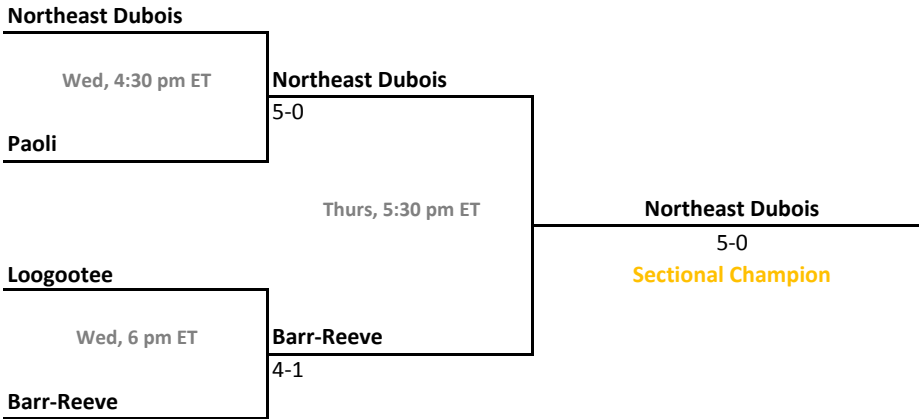 Northeast Dubois
Wed, 4:30 pm ET
Northeast Dubois
5-0
Paoli
Thurs, 5:30 pm ET
Northeast Dubois
5-0
Sectional Champion
Loogootee
Wed, 6 pm ET
Barr-Reeve
4-1
Barr-Reeve